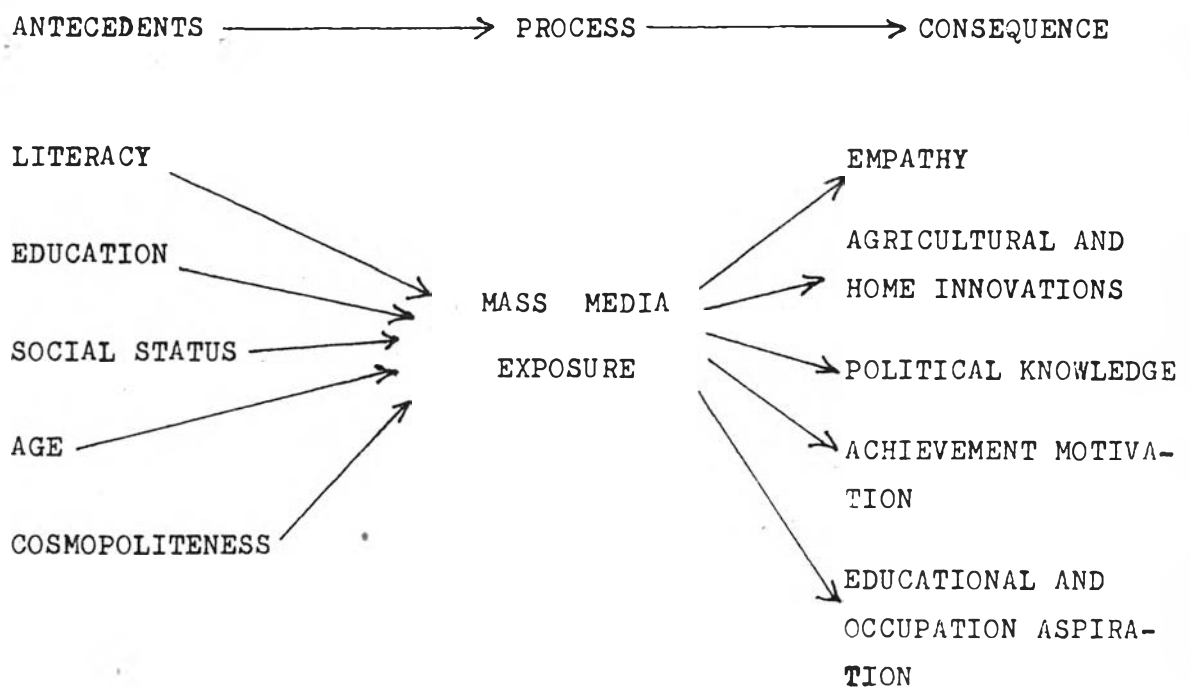 ANTECEDENTS PROCESS CONSEQUENCE
LITERACY
EDUCATION
SOCIAL STATUS
AGE
COSMOPOLITENESS
MASS MEDIA
EXPOSURE
EMPATHY
AGRICULTURAL AND
HOME INNOVATIONS
POLITICAL KNOWLEDGE
ACHIEVEMENT MOTIVA-
TION
EDUCATIONAL AND
OCCUPATION ASPIRA-
TION